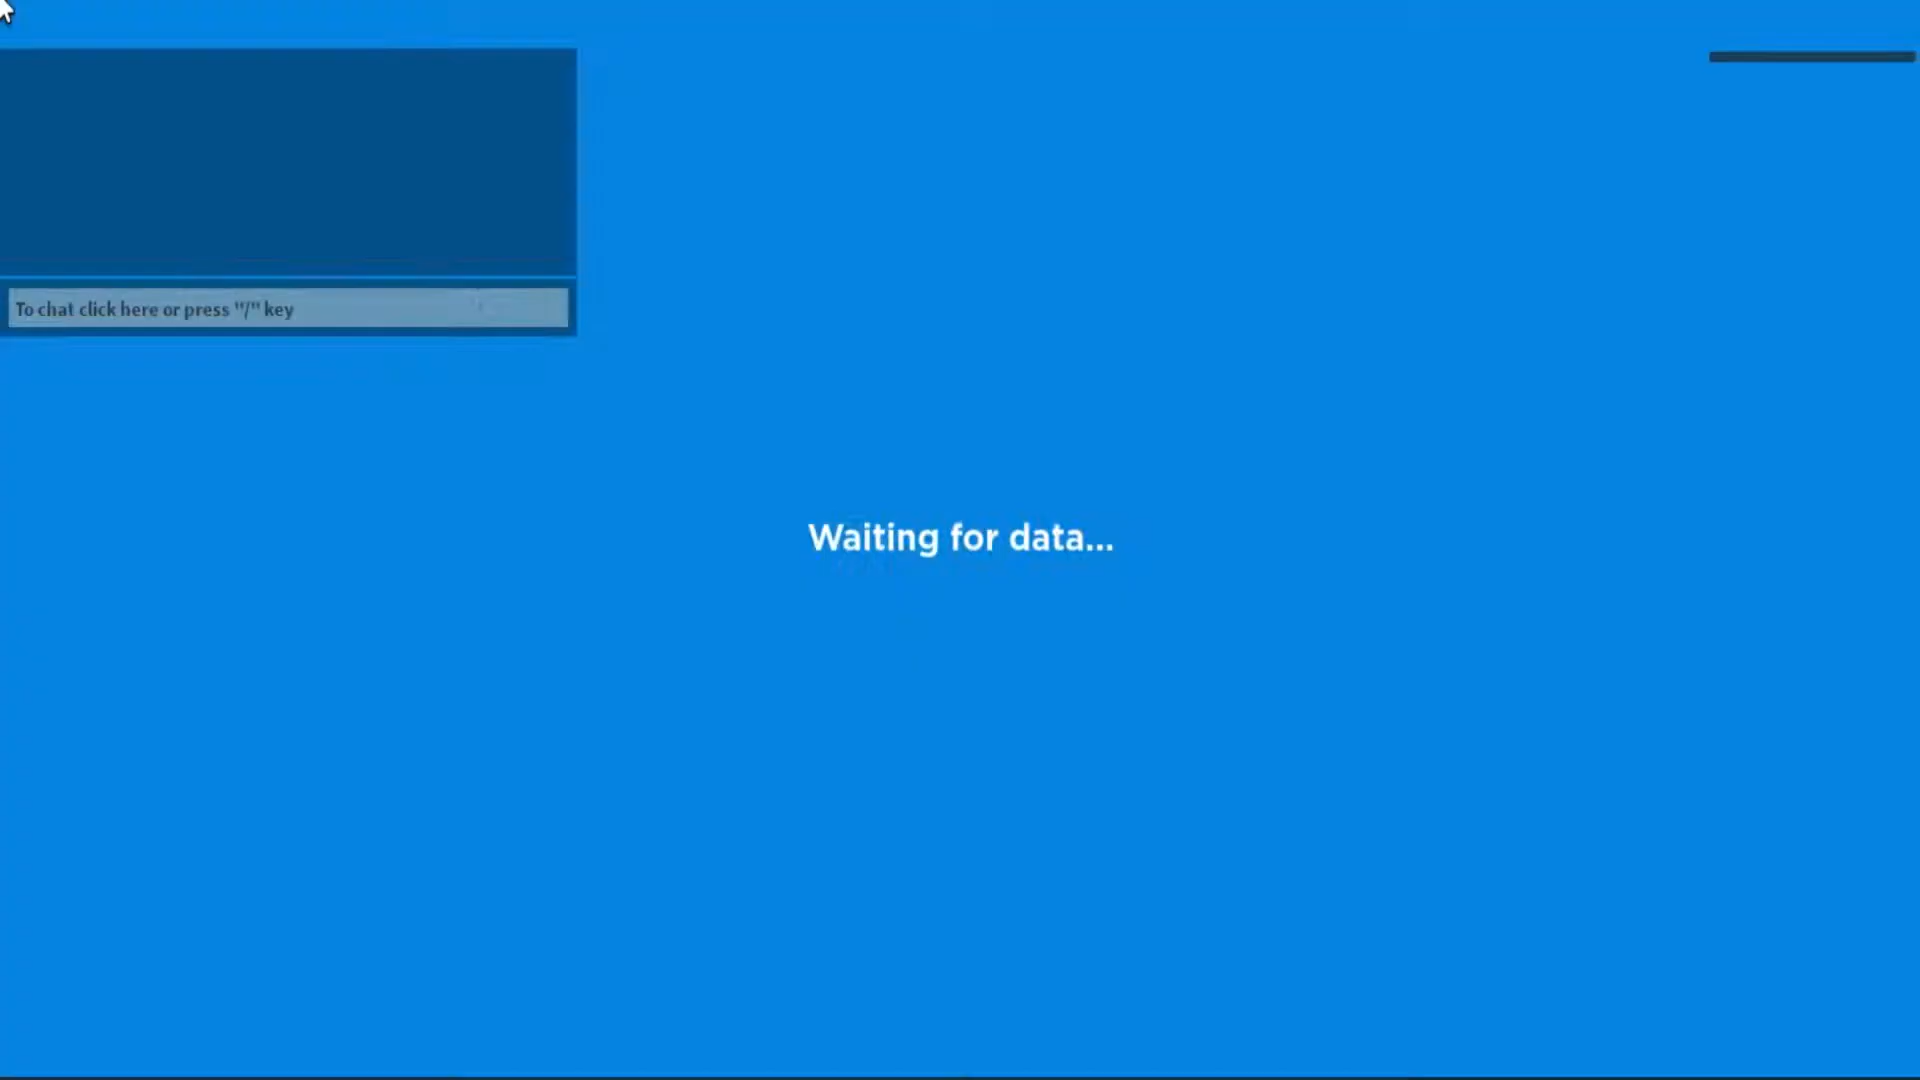 To chat click here or press "/" key
Waiting for data...